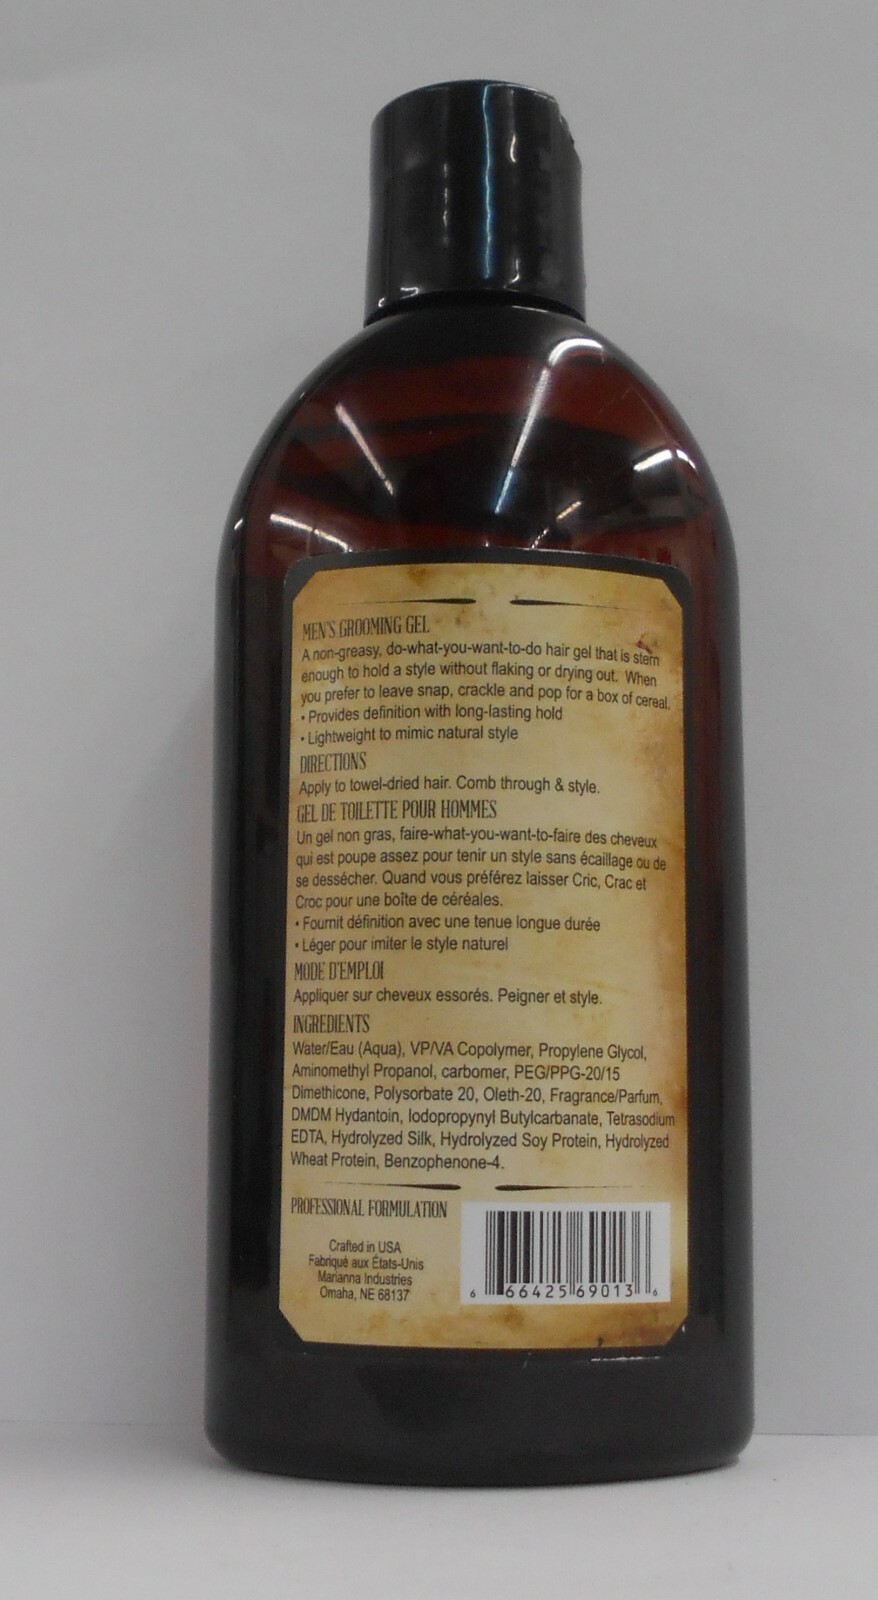 MEN'S GROOMING GEL
A non-greasy, do-what-you-want-to-do hair gel that is stern
enough to hold a style without flaking or drying out. When
you prefer to leave snap, crackle and pop for a box of cereal.
• Provides definition with long-lasting hold
• Lightweight to mimic natural style
DIRECTIONS
Apply to towel-dried hair. Comb through & style.
GEL DE TOILETTE POUR HOMMES
Un gel non gras, faire-what-you-want-to-faire des cheveux
qui est poupe assez pour tenir un style sans écaillage ou de
se dessécher. Quand vous préférez laisser Cric, Crac et
Croc pour une boîte de céréales.
• Fournit définition avec une tenue longue durée
• Léger pour imiter le style naturel
MODE D'EMPLOI
Appliquer sur cheveux essorés. Peigner et style.
INGREDIENTS
Water/Eau (Aqua), VP/VA Copolymer, Propylene Glycol,
Aminomethyl Propanol, carbomer, PEG/PPG-20/15
Dimethicone, Polysorbate 20, Oleth-20, Fragrance/Parfum,
DMDM Hydantoin, Iodopropynyl Butylcarbanate, Tetrasodium
EDTA, Hydrolyzed Silk, Hydrolyzed Soy Protein, Hydrolyzed
Wheat Protein, Benzophenone-4.
PROFESSIONAL FORMULATION
Crafted in USA
Fabriqué aux États-Unis
Marianna Industries
Omaha, NE 68137
6 66425 69013 6